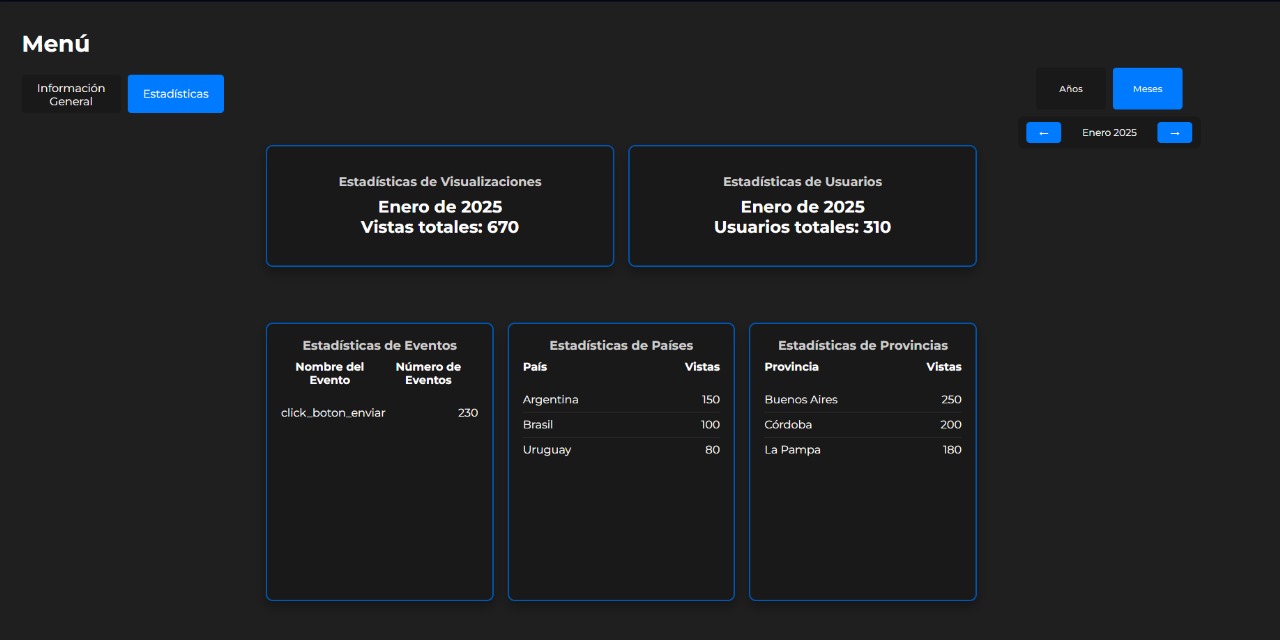 Menú
Información
General
Estadísticas
Años
Meses
← Enero 2025 →
Estadísticas de Visualizaciones
Enero de 2025
Vistas totales: 670
Estadísticas de Usuarios
Enero de 2025
Usuarios totales: 310
Estadísticas de Eventos
Nombre del Evento
Número de Eventos
click_boton_enviar 230
Estadísticas de Países
País Vistas
Argentina 150
Brasil 100
Uruguay 80
Estadísticas de Provincias
Provincia Vistas
Buenos Aires 250
Córdoba 200
La Pampa 180